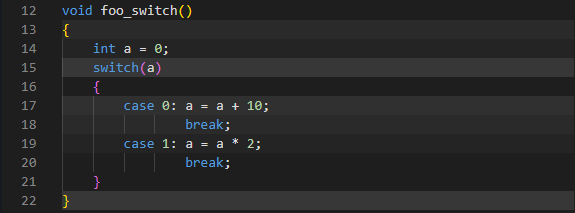 12 void foo_switch()
13 {
14     int a = 0;
15     switch(a)
16     {
17         case 0: a = a + 10;
18                 break;
19         case 1: a = a * 2;
20                 break;
21     }
22 }